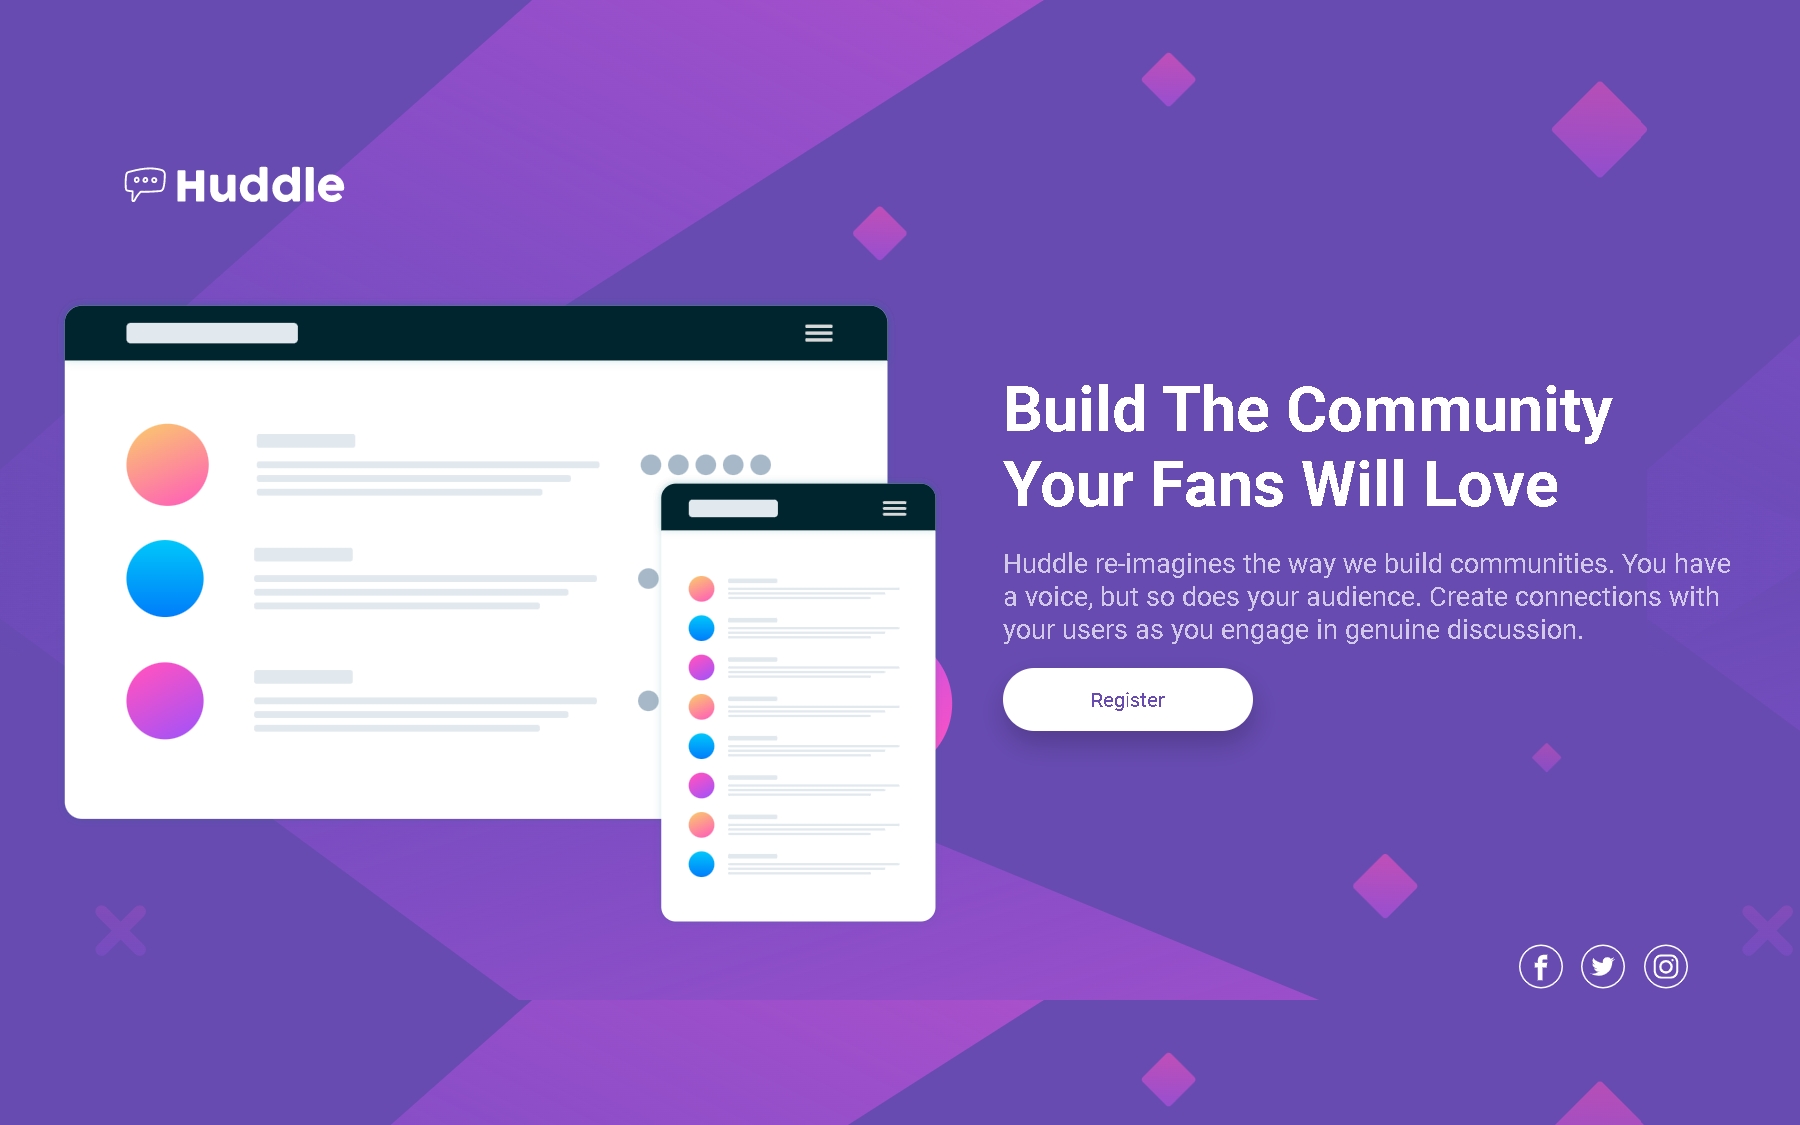 Huddle
Build The Community
Your Fans Will Love
Huddle re-imagines the way we build communities. You have
a voice, but so does your audience. Create connections with
your users as you engage in genuine discussion.
Register